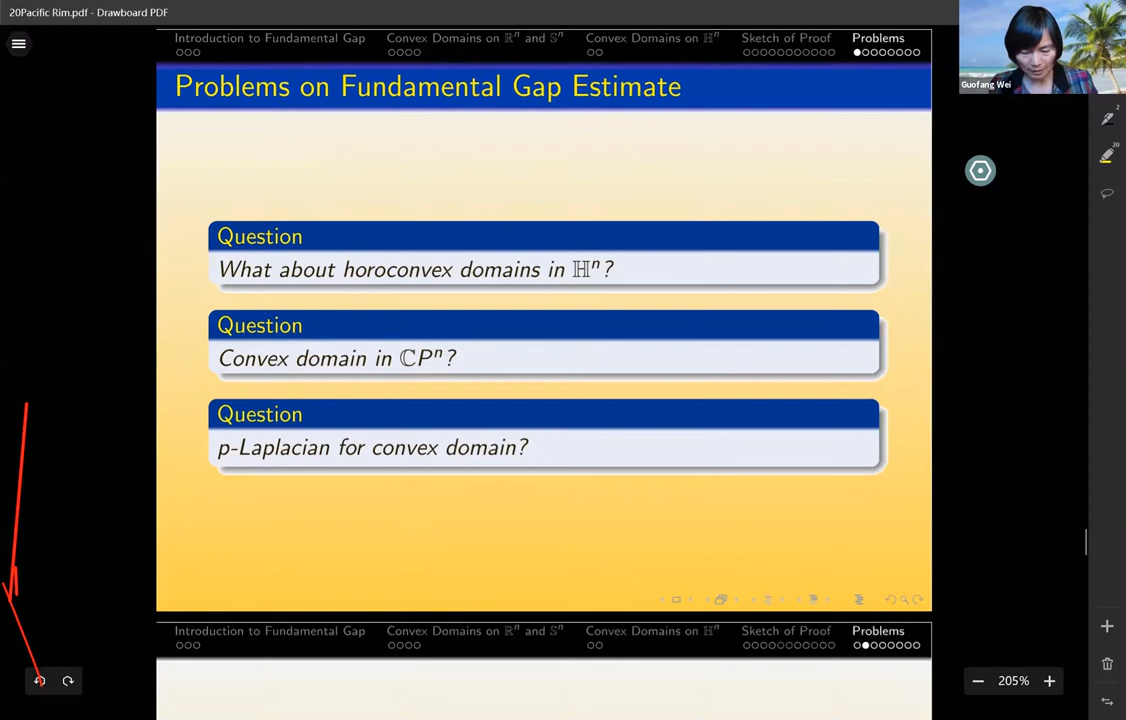 20Pacific Rim.pdf - Drawboard PDF
Introduction to Fundamental Gap Convex Domains on ℝⁿ and 𝕊ⁿ Convex Domains on ℍⁿ Sketch of Proof Problems
Guofang Wei
Problems on Fundamental Gap Estimate
2
20
Question
What about horoconvex domains in ℍⁿ?
Question
Convex domain in ℂPⁿ?
Question
p-Laplacian for convex domain?
Introduction to Fundamental Gap Convex Domains on ℝⁿ and 𝕊ⁿ Convex Domains on ℍⁿ Sketch of Proof Problems
205%